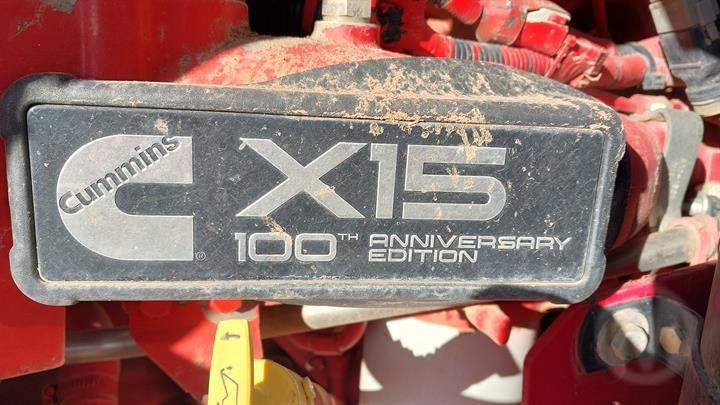 Cummins
X15
100TH ANNIVERSARY
EDITION